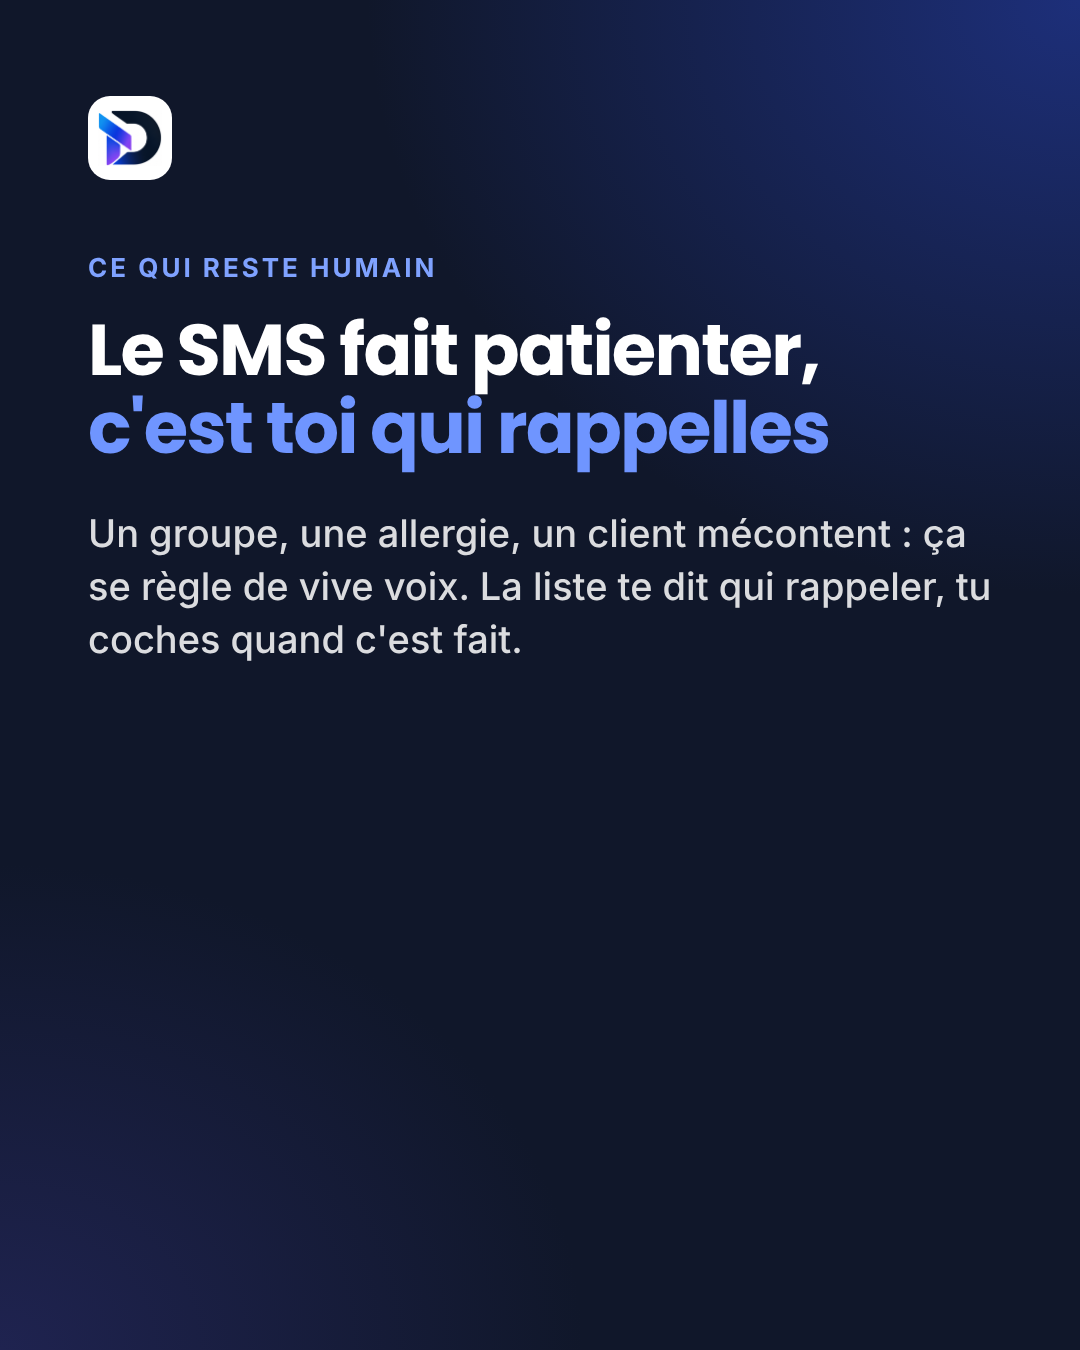 CE QUI RESTE HUMAIN
Le SMS fait patienter,
c'est toi qui rappelles
Un groupe, une allergie, un client mécontent : ça
se règle de vive voix. La liste te dit qui rappeler, tu
coches quand c'est fait.